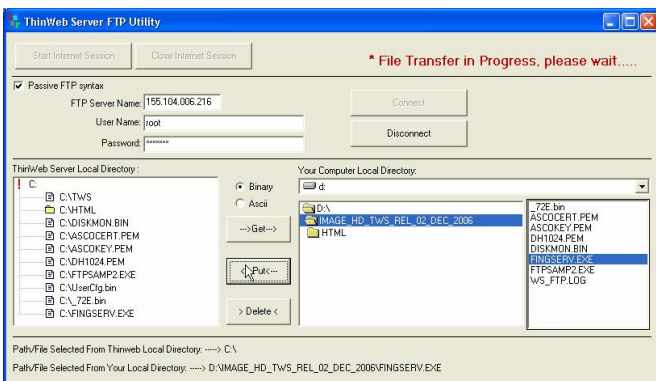 ThinWeb Server FTP Utility
Start Internet Session
Close Internet Session
* File Transfer in Progress, please wait.....
Passive FTP syntax
FTP Server Name: 155.104.006.216
User Name: root
Password: *******
Connect
Disconnect
ThinWeb Server Local Directory :
C:
C:\TWS
C:\HTML
C:\DISKMON.BIN
C:\ASCOCERT.PEM
C:\ASCOKEY.PEM
C:\DH1024.PEM
C:\FTPSAMP2.EXE
C:\UserCfg.bin
C:\_72E.bin
C:\FINGSERV.EXE
Binary
Ascii
--->Get--->
<---Put<---
> Delete <
Your Computer Local Directory:
d:
D:\
IMAGE_HD_TWS_REL_02_DEC_2006
HTML
_72E.bin
ASCOCERT.PEM
ASCOKEY.PEM
DH1024.PEM
DISKMON.BIN
FINGSERV.EXE
FTPSAMP2.EXE
WS_FTP.LOG
Path/File Selected From Thinweb Local Directory: -----> C:\
Path/File Selected From Your Local Directory: ----> D:\IMAGE_HD_TWS_REL_02_DEC_2006\FINGSERV.EXE